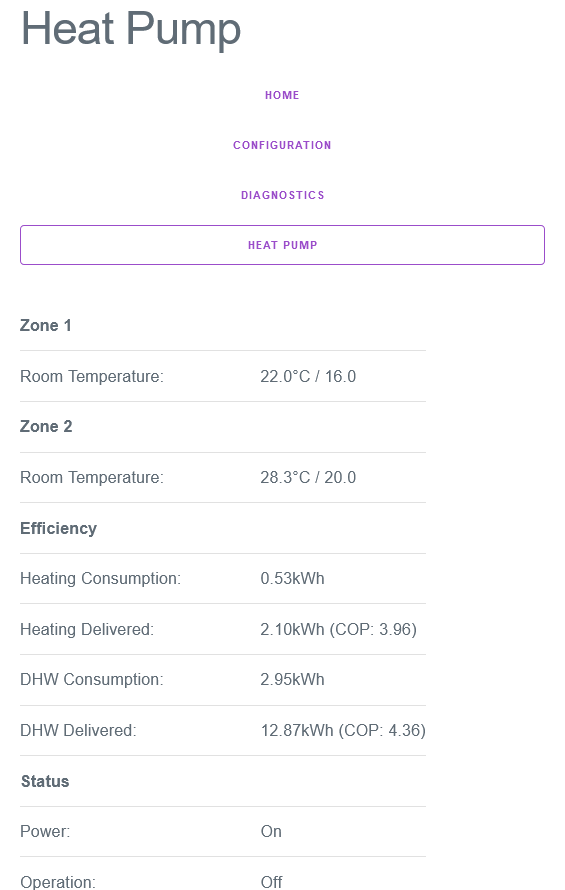 Heat Pump
HOME
CONFIGURATION
DIAGNOSTICS
HEAT PUMP
Zone 1
Room Temperature: 22.0°C / 16.0
Zone 2
Room Temperature: 28.3°C / 20.0
Efficiency
Heating Consumption: 0.53kWh
Heating Delivered: 2.10kWh (COP: 3.96)
DHW Consumption: 2.95kWh
DHW Delivered: 12.87kWh (COP: 4.36)
Status
Power: On
Operation: Off